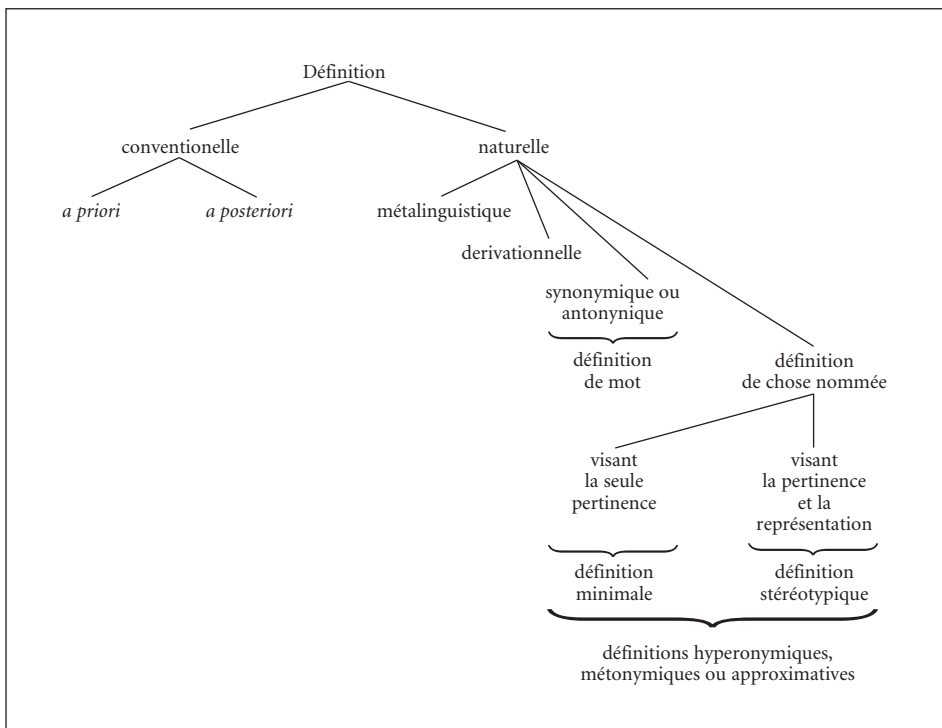 Définition
conventionelle
naturelle
a priori
a posteriori
métalinguistique
derivationnelle
synonymique ou
antonynique
définition
de mot
définition
de chose nommée
visant
la seule
pertinence
visant
la pertinence
et la
représentation
définition
minimale
définition
stéréotypique
définitions hyperonymiques,
métonymiques ou approximatives